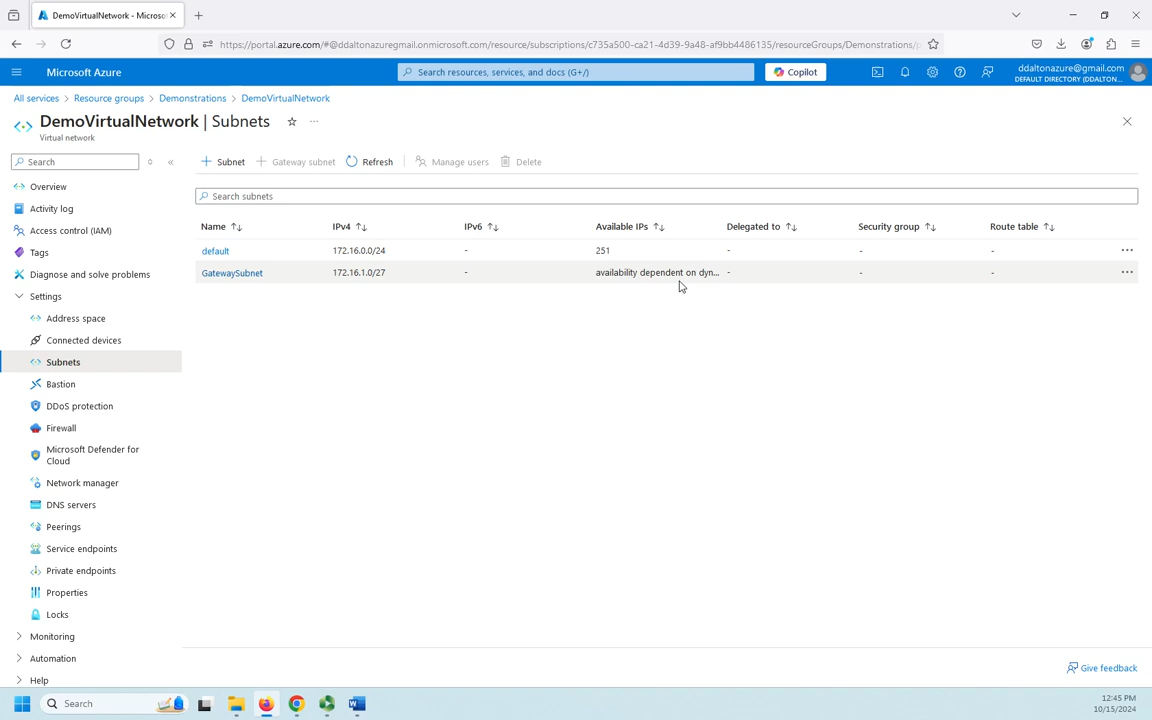 DemoVirtualNetwork - Microso
https://portal.azure.com/#@ddaltonazuregmail.onmicrosoft.com/resource/subscriptions/c735a500-ca21-4d39-9a48-af9bb4486135/resourceGroups/Demonstrations/p
Microsoft Azure
Search resources, services, and docs (G+/)
Copilot
ddaltonazure@gmail.com
DEFAULT DIRECTORY (DDALTON...
All services > Resource groups > Demonstrations > DemoVirtualNetwork
DemoVirtualNetwork | Subnets
Virtual network
Search
Subnet Gateway subnet Refresh Manage users Delete
Overview
Activity log
Access control (IAM)
Tags
Diagnose and solve problems
Settings
Address space
Connected devices
Subnets
Bastion
DDoS protection
Firewall
Microsoft Defender for
Cloud
Network manager
DNS servers
Peerings
Service endpoints
Private endpoints
Properties
Locks
Monitoring
Automation
Help
Search subnets
Name IPv4 IPv6 Available IPs Delegated to Security group Route table
default 172.16.0.0/24 - 251 - - -
GatewaySubnet 172.16.1.0/27 - availability dependent on dyn... - - -
Give feedback
Search
12:45 PM
10/15/2024